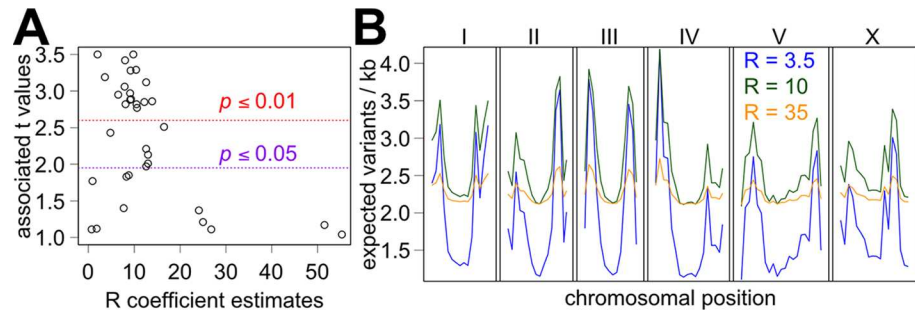 A
associated t values
3.5
3.0
2.5
2.0
1.5
1.0
p ≤ 0.01
p ≤ 0.05
0 10 20 30 40 50
R coefficient estimates
B
I II III IV V X
expected variants / kb
4.0
3.5
3.0
2.5
2.0
1.5
R = 3.5
R = 10
R = 35
chromosomal position